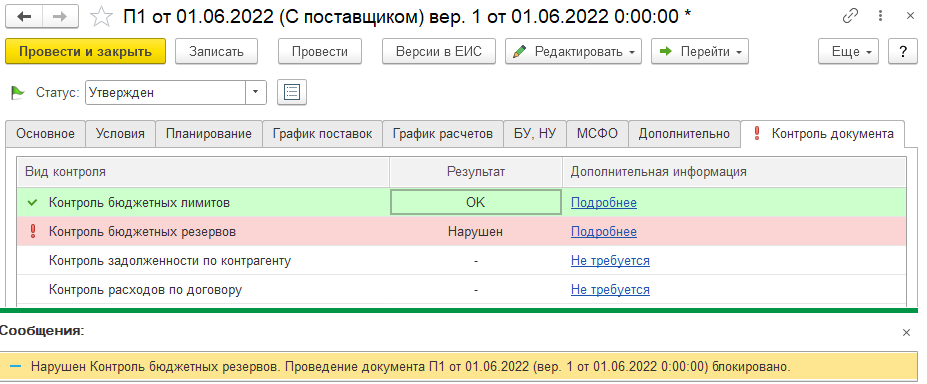 П1 от 01.06.2022 (С поставщиком) вер. 1 от 01.06.2022 0:00:00 *
Провести и закрыть Записать Провести Версии в ЕИС Редактировать Перейти Еще ?
Статус: Утвержден
Основное Условия Планирование График поставок График расчетов БУ, НУ МСФО Дополнительно Контроль документа
Вид контроля Результат Дополнительная информация
Контроль бюджетных лимитов OK Подробнее
Контроль бюджетных резервов Нарушен Подробнее
Контроль задолженности по контрагенту - Не требуется
Контроль расходов по договору - Не требуется
Сообщения:
Нарушен Контроль бюджетных резервов. Проведение документа П1 от 01.06.2022 (вер. 1 от 01.06.2022 0:00:00) блокировано.